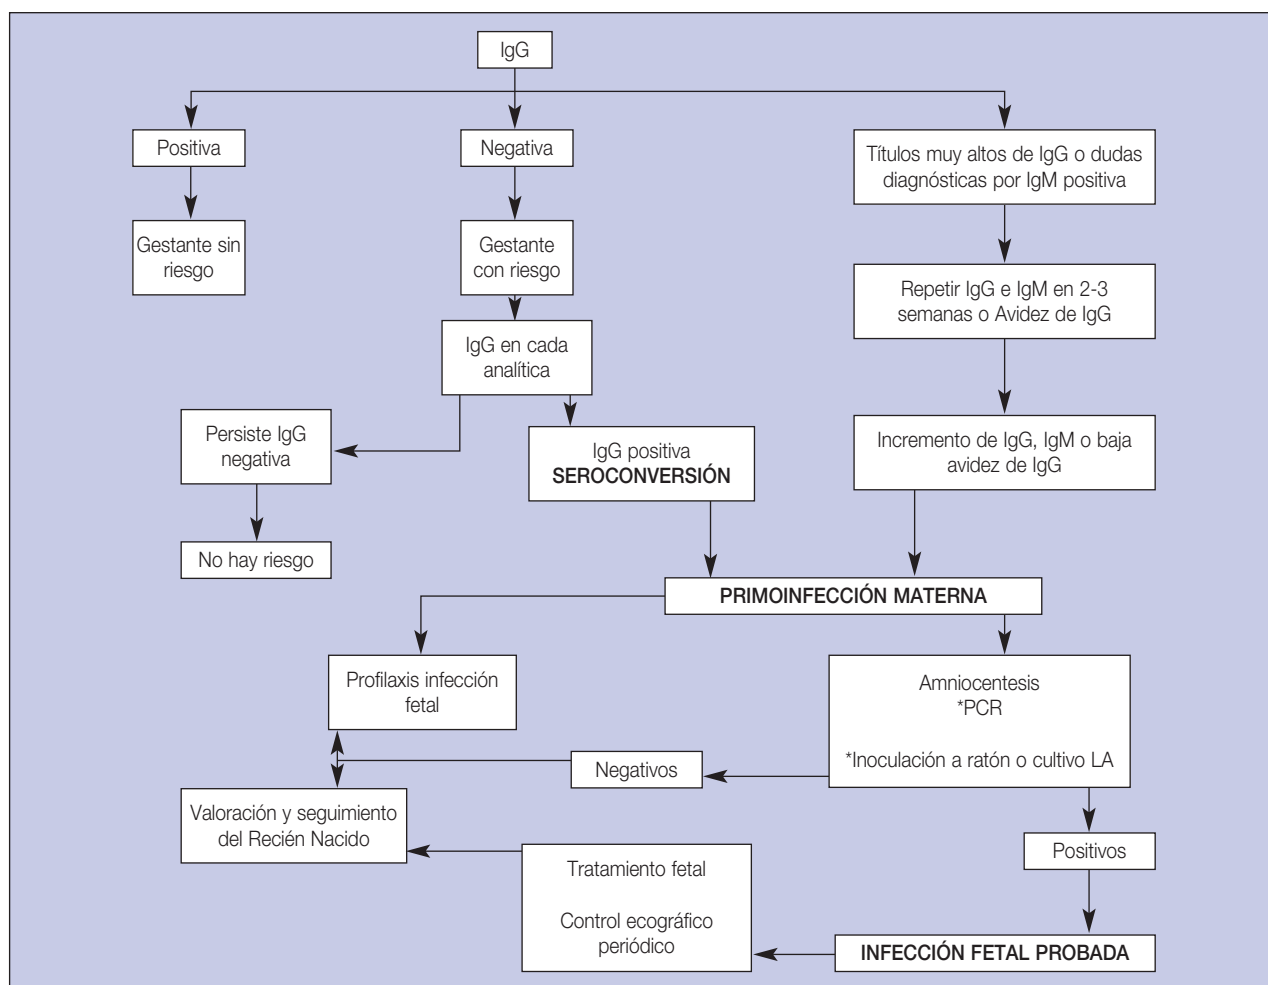 IgG
Positiva
Negativa
Títulos muy altos de IgG o dudas
diagnósticas por IgM positiva
Gestante sin
riesgo
Gestante
con riesgo
Repetir IgG e IgM en 2-3
semanas o Avidez de IgG
IgG en cada
analítica
Persiste IgG
negativa
IgG positiva
SEROCONVERSIÓN
Incremento de IgG, IgM o baja
avidez de IgG
No hay riesgo
PRIMOINFECCIÓN MATERNA
Profilaxis infección
fetal
Amniocentesis
*PCR
*Inoculación a ratón o cultivo LA
Negativos
Valoración y seguimiento
del Recién Nacido
Positivos
Tratamiento fetal
Control ecográfico
periódico
INFECCIÓN FETAL PROBADA